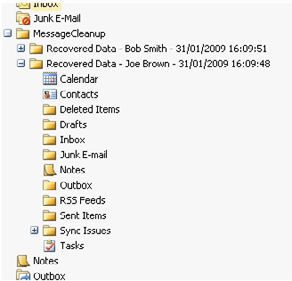 Inbox
Junk E-Mail
MessageCleanup
Recovered Data - Bob Smith - 31/01/2009 16:09:51
Recovered Data - Joe Brown - 31/01/2009 16:09:48
Calendar
Contacts
Deleted Items
Drafts
Inbox
Junk E-mail
Notes
Outbox
RSS Feeds
Sent Items
Sync Issues
Tasks
Notes
Outbox